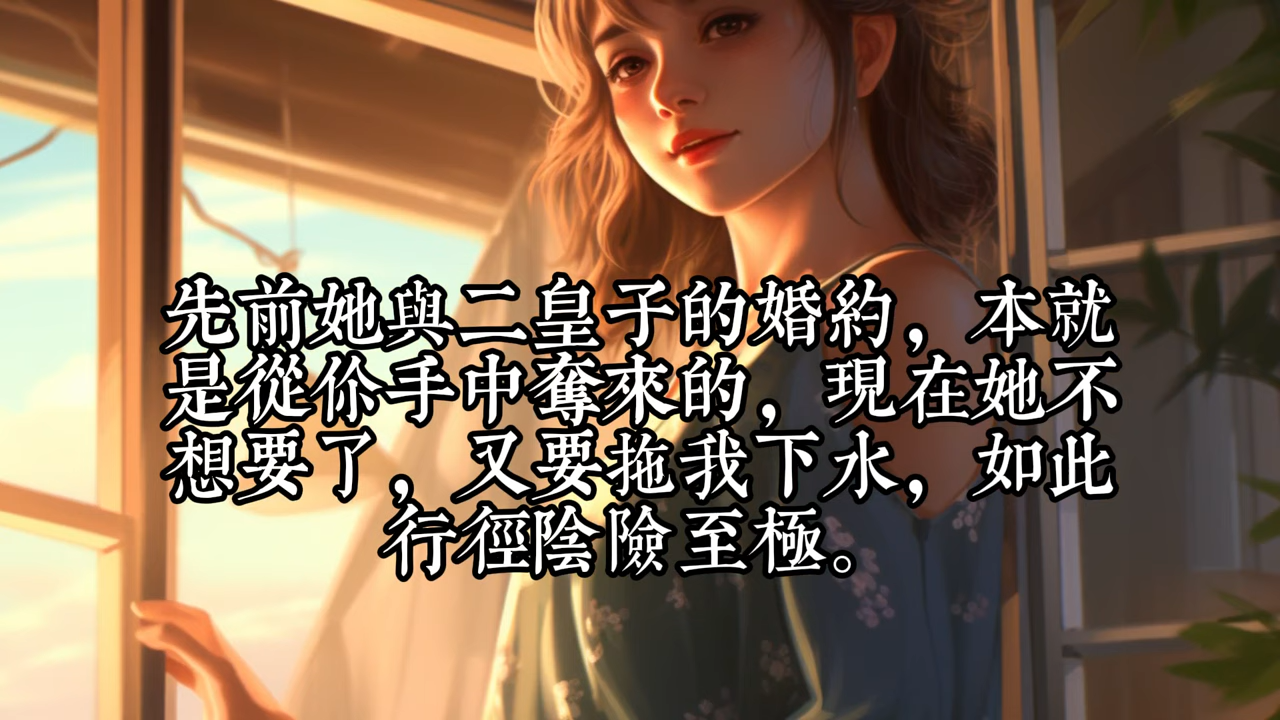 先前她與二皇子的婚約，本就
是從你手中奪來的，現在她不
想要了，又要拖我下水，如此
行徑陰險至極。